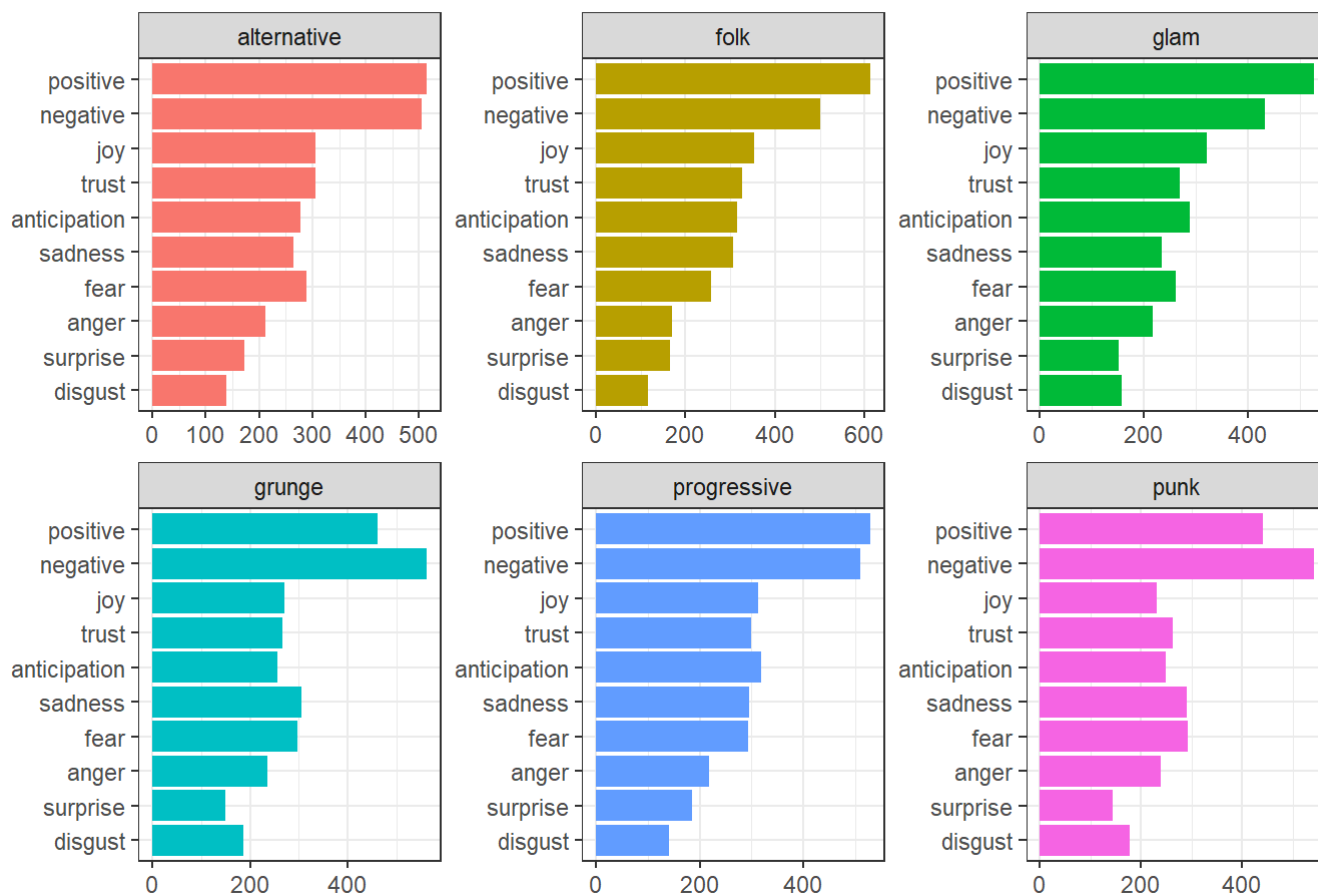 alternative
positive
negative
joy
trust
anticipation
sadness
fear
anger
surprise
disgust
0 100 200 300 400 500
folk
positive
negative
joy
trust
anticipation
sadness
fear
anger
surprise
disgust
0 200 400 600
glam
positive
negative
joy
trust
anticipation
sadness
fear
anger
surprise
disgust
0 200 400
grunge
positive
negative
joy
trust
anticipation
sadness
fear
anger
surprise
disgust
0 200 400
progressive
positive
negative
joy
trust
anticipation
sadness
fear
anger
surprise
disgust
0 200 400
punk
positive
negative
joy
trust
anticipation
sadness
fear
anger
surprise
disgust
0 200 400